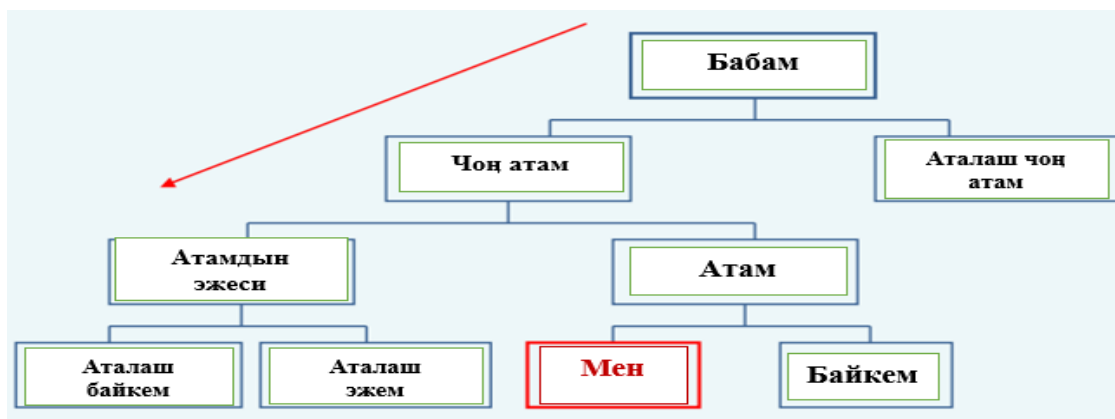 Бабам
Чоң атам
Аталаш чоң
атам
Атамдын
эжеси
Атам
Аталаш
байкем
Аталаш
эжем
Мен
Байкем